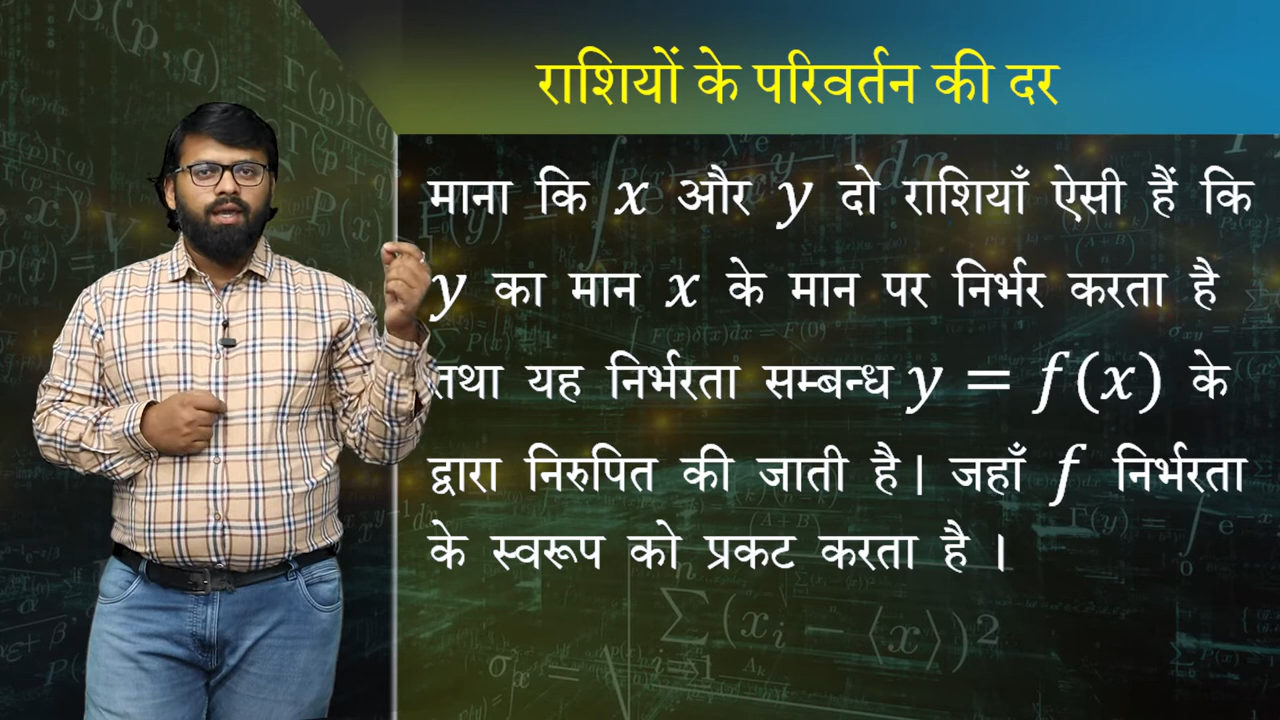 राशियों के परिवर्तन की दर
माना कि x और y दो राशियाँ ऐसी हैं कि
y का मान x के मान पर निर्भर करता है
तथा यह निर्भरता सम्बन्ध y = f(x) के
द्वारा निरुपित की जाती है| जहाँ f निर्भरता
के स्वरूप को प्रकट करता है ।